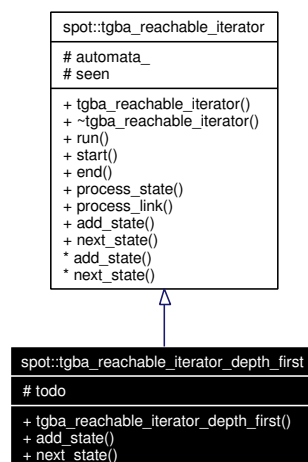 spot::tgba_reachable_iterator
# automata_
# seen
+ tgba_reachable_iterator()
+ ~tgba_reachable_iterator()
+ run()
+ start()
+ end()
+ process_state()
+ process_link()
+ add_state()
+ next_state()
* add_state()
* next_state()
spot::tgba_reachable_iterator_depth_first
# todo
+ tgba_reachable_iterator_depth_first()
+ add_state()
+ next_state()